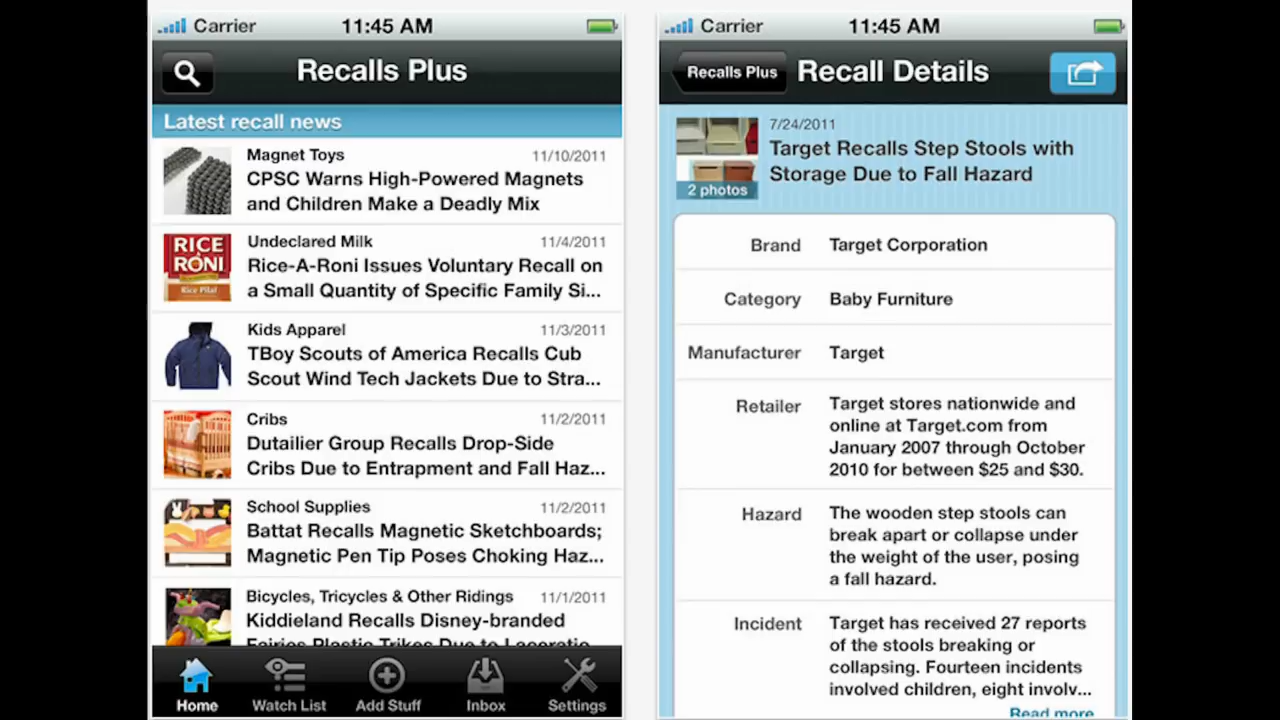 Carrier 11:45 AM
Recalls Plus
Latest recall news
Magnet Toys 11/10/2011
CPSC Warns High-Powered Magnets
and Children Make a Deadly Mix
RICE
RONI
Rice Pilaf
Undeclared Milk 11/4/2011
Rice-A-Roni Issues Voluntary Recall on
a Small Quantity of Specific Family Si...
Kids Apparel 11/3/2011
TBoy Scouts of America Recalls Cub
Scout Wind Tech Jackets Due to Stra...
Cribs 11/2/2011
Dutailier Group Recalls Drop-Side
Cribs Due to Entrapment and Fall Haz...
School Supplies 11/2/2011
Battat Recalls Magnetic Sketchboards;
Magnetic Pen Tip Poses Choking Haz...
Bicycles, Tricycles & Other Ridings 11/1/2011
Kiddieland Recalls Disney-branded
Fairies Plastic Trikes Due to Laceratio
Home Watch List Add Stuff Inbox Settings
Carrier 11:45 AM
Recalls Plus Recall Details
2 photos
7/24/2011
Target Recalls Step Stools with
Storage Due to Fall Hazard
Brand Target Corporation
Category Baby Furniture
Manufacturer Target
Retailer Target stores nationwide and
online at Target.com from
January 2007 through October
2010 for between $25 and $30.
Hazard The wooden step stools can
break apart or collapse under
the weight of the user, posing
a fall hazard.
Incident Target has received 27 reports
of the stools breaking or
collapsing. Fourteen incidents
involved children, eight involv...
Read more